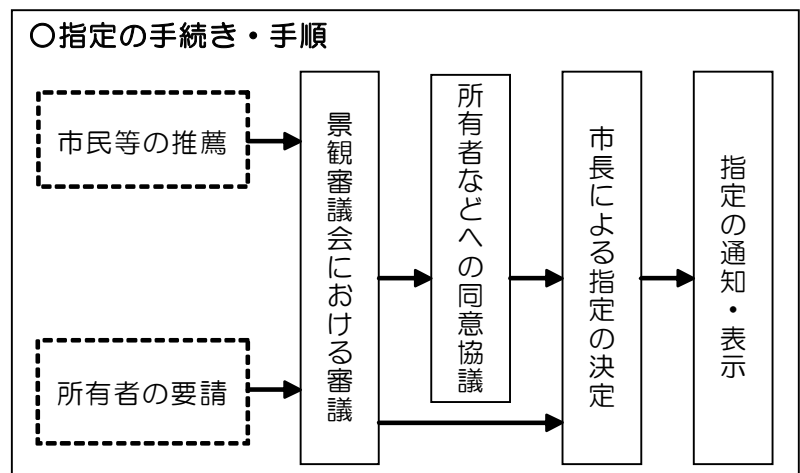 〇指定の手続き・手順
市民等の推薦
所有者の要請
景観審議会における審議
所有者などへの同意協議
市長による指定の決定
指定の通知・表示